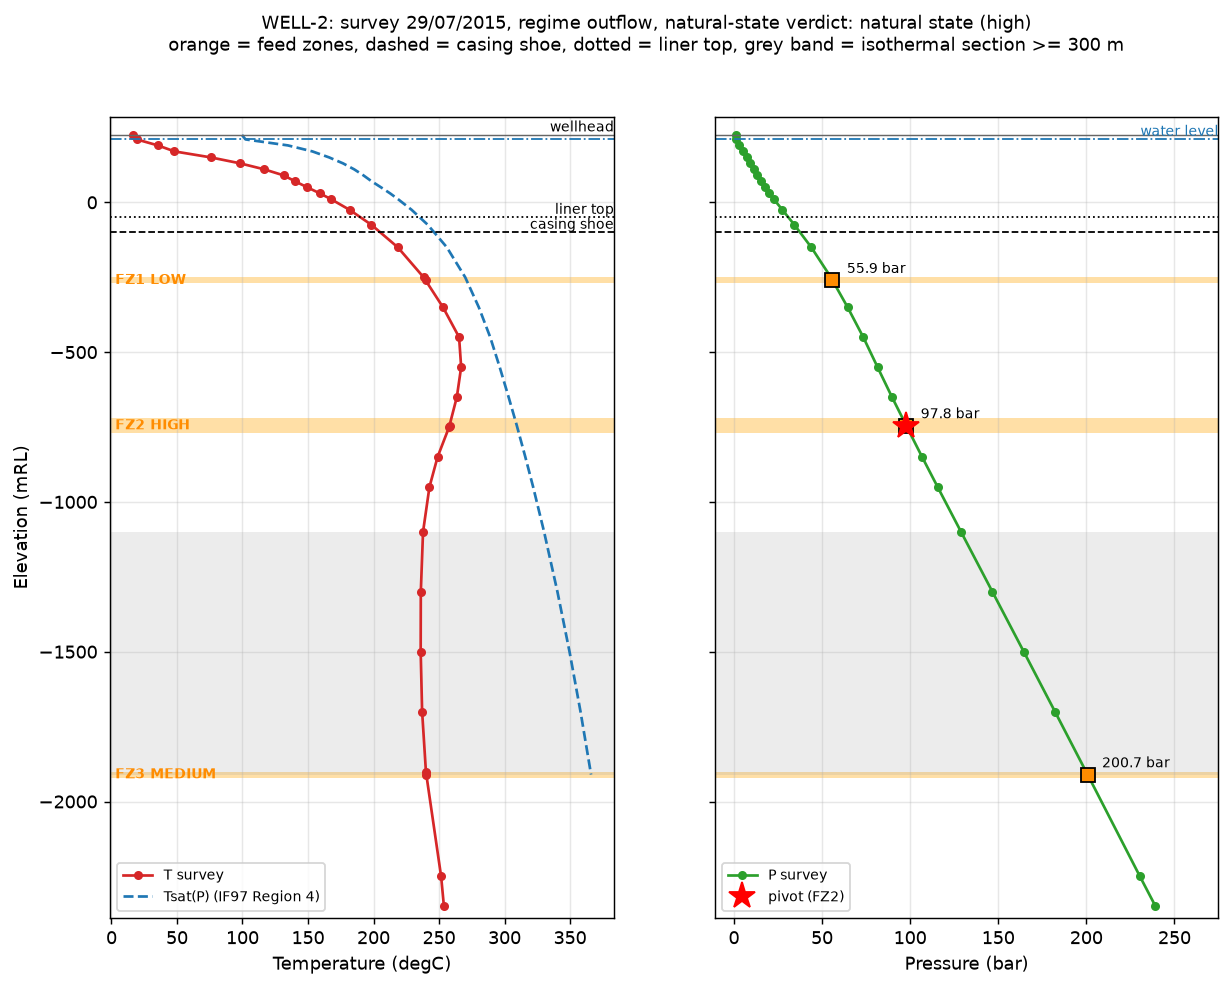 WELL-2: survey 29/07/2015, regime outflow, natural-state verdict: natural state (high)
orange = feed zones, dashed = casing shoe, dotted = liner top, grey band = isothermal section >= 300 m
wellhead
liner top
casing shoe
FZ1 LOW
FZ2 HIGH
FZ3 MEDIUM
Elevation (mRL)
0
−500
−1000
−1500
−2000
T survey
Tsat(P) (IF97 Region 4)
0 50 100 150 200 250 300 350
Temperature (degC)
water level
55.9 bar
97.8 bar
200.7 bar
P survey
pivot (FZ2)
0 50 100 150 200 250
Pressure (bar)